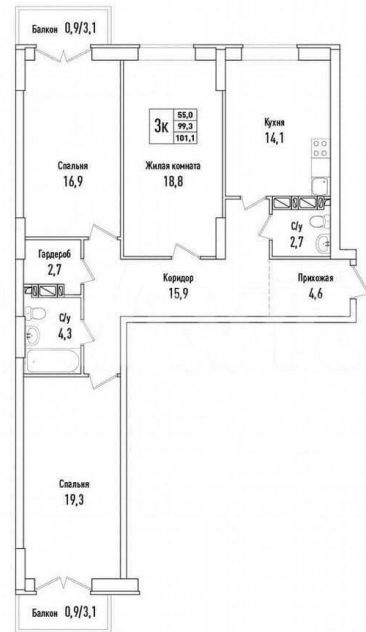 Балкон 0,9/3,1
3к
55,0
99,3
101,1
Кухня
14,1
Спальня
16,9
Жилая комната
18,8
С/у
2,7
Гардероб
2,7
Коридор
15,9
Прихожая
4,6
С/у
4,3
Спальня
19,3
Балкон 0,9/3,1